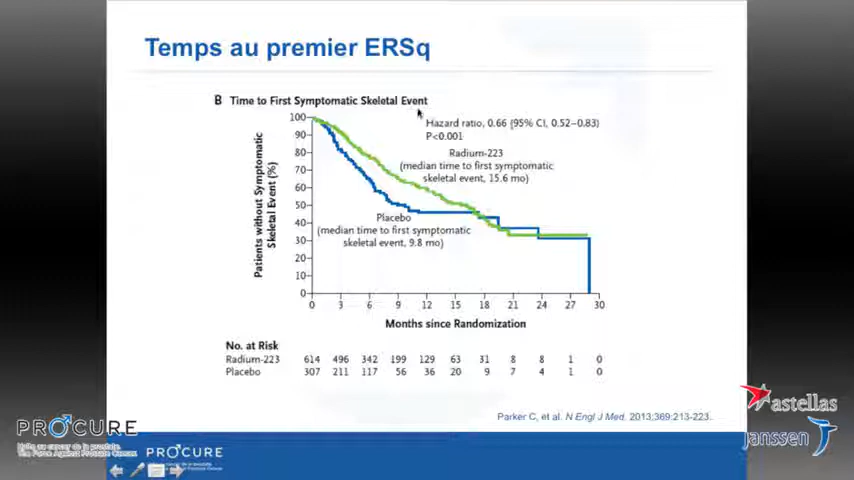 Temps au premier ERSq
B Time to First Symptomatic Skeletal Event
Hazard ratio, 0.66 (95% CI, 0.52–0.83)
P<0.001
Radium-223
(median time to first symptomatic
skeletal event, 15.6 mo)
Placebo
(median time to first symptomatic
skeletal event, 9.8 mo)
Patients without Symptomatic
Skeletal Event (%)
100
90
80
70
60
50
40
30
20
10
0
0 3 6 9 12 15 18 21 24 27 30
Months since Randomization
No. at Risk
Radium-223 614 496 342 199 129 63 31 8 8 1 0
Placebo 307 211 117 56 36 20 9 7 4 1 0
Parker C, et al. N Engl J Med. 2013;369:213-223.
PROCURE
The Force Against Prostate Cancer
PROCURE
astellas
janssen